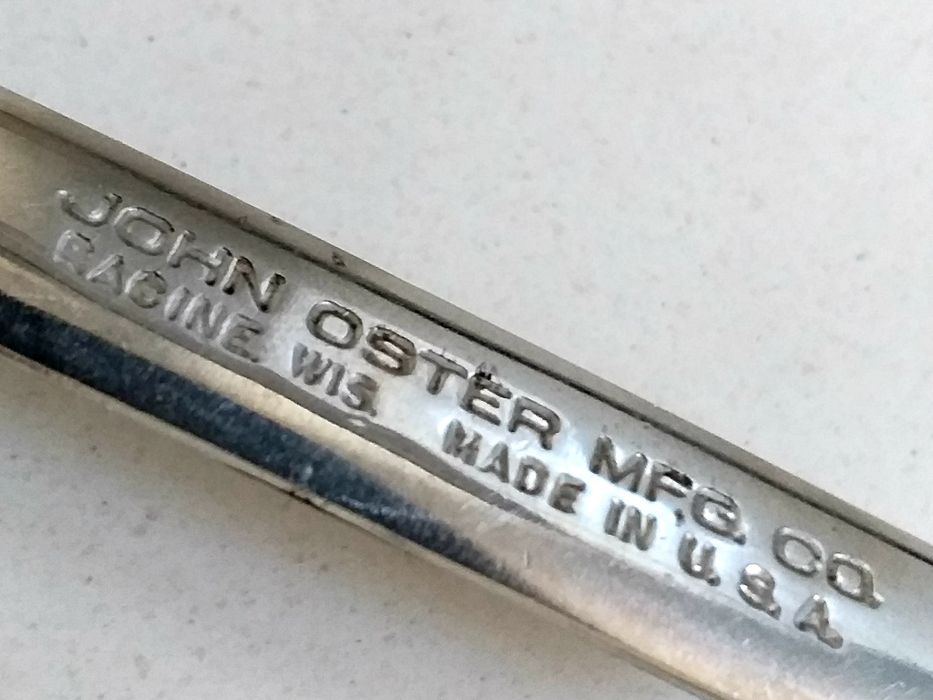 JOHN OSTER MFG. CO.
RACINE. WIS. MADE IN U.S.A.